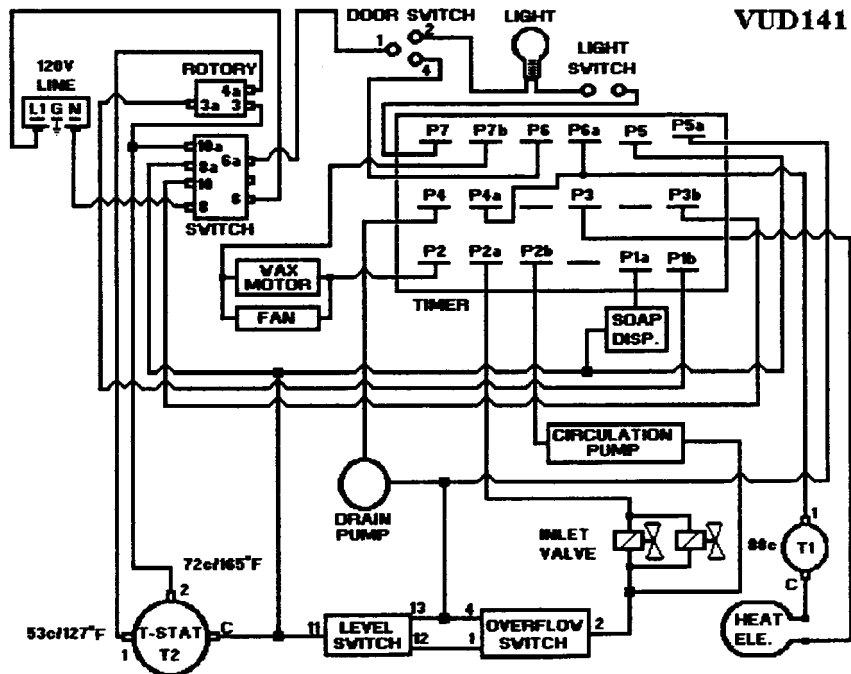 VUD141
DOOR SWITCH
LIGHT
1
2
4
LIGHT
SWITCH
120V
LINE
L1 G N
ROTORY
4a
3a 3
10a
8a
6a
10
6
8
SWITCH
P7 P7b P6 P6a P5 P5a
P4 P4a P3 P3b
P2 P2a P2b P1a P1b
TIMER
WAX
MOTOR
FAN
SOAP
DISP.
CIRCULATION
PUMP
DRAIN
PUMP
INLET
VALVE
1
T1
C
HEAT
ELE.
72c/165°F
2
53c/127°F
1
T-STAT
T2
C
11
LEVEL
SWITCH
13
12
4
1
OVERFLOW
SWITCH
2